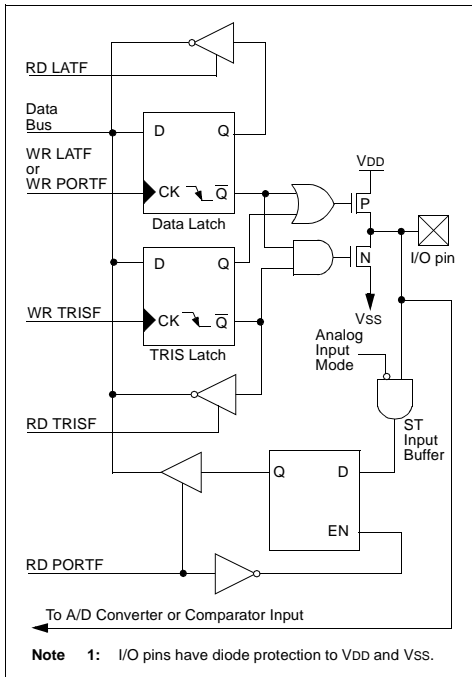 RD LATF
Data
Bus
D Q
WR LATF
or
WR PORTF
CK Q
Data Latch
VDD
P
I/O pin
D Q
N
WR TRISF
CK Q
TRIS Latch
VSS
Analog
Input
Mode
RD TRISF
ST
Input
Buffer
Q D
EN
RD PORTF
To A/D Converter or Comparator Input
Note 1: I/O pins have diode protection to VDD and VSS.